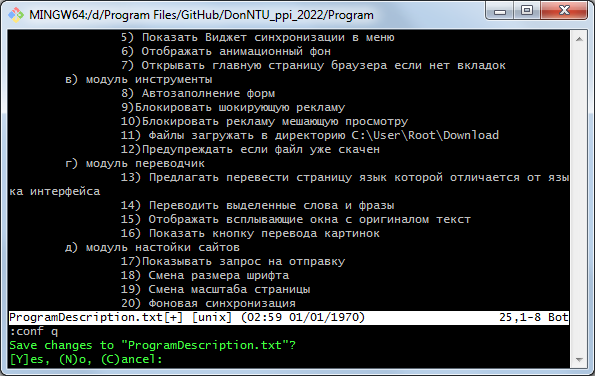 MINGW64:/d/Program Files/GitHub/DonNTU_ppi_2022/Program
5) Показать Виджет синхронизации в меню
6) Отображать анимационный фон
7) Открывать главную страницу браузера если нет вкладок
в) модуль инструменты
8) Автозаполнение форм
9)Блокировать шокирующую рекламу
10)Блокировать рекламу мешающую просмотру
11) Файлы загружать в директорию C:\User\Root\Download
12)Предупреждать если файл уже скачен
г) модуль переводчик
13) Предлагать перевести страницу язык которой отличается от язы
ка интерфейса
14) Переводить выделенные слова и фразы
15) Отображать всплывающие окна с оригиналом текст
16) Показать кнопку перевода картинок
д) модуль настойки сайтов
17)Показывать запрос на отправку
18) Смена размера шрифта
19) Смена масштаба страницы
20) Фоновая синхронизация
ProgramDescription.txt[+] [unix] (02:59 01/01/1970) 25,1-8 Bot
:conf q
Save changes to "ProgramDescription.txt"?
[Y]es, (N)o, (C)ancel: